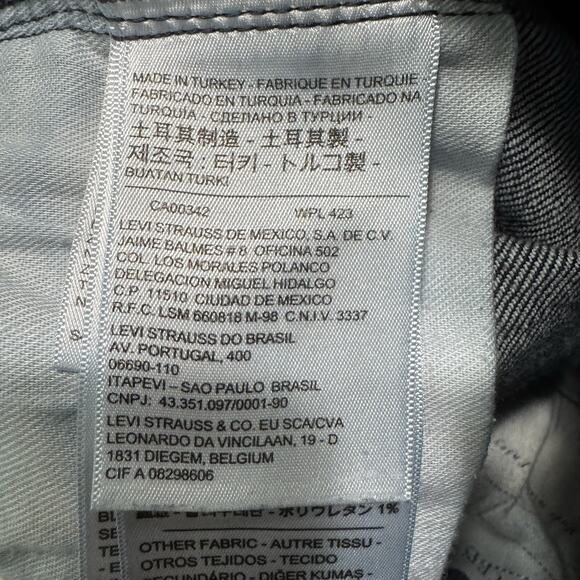 MADE IN TURKEY - FABRIQUE EN TURQUIE
FABRICADO EN TURQUIA - FABRICADO NA
TURQUIA - СДЕЛАНО В ТУРЦИИ -
土耳其制造 - 土耳其製 -
제조국 : 터키 - トルコ製 -
BUATAN TURKI
CA00342 WPL 423
LEVI STRAUSS DE MEXICO, S.A. DE C.V.
JAIME BALMES # 8 OFICINA 502
COL. LOS MORALES POLANCO
DELEGACION MIGUEL HIDALGO
C.P. 11510 CIUDAD DE MEXICO
R.F.C. LSM 660818 M-98 C.N.I.V. 3337
LEVI STRAUSS DO BRASIL
AV. PORTUGAL, 400
06690-110
ITAPEVI – SAO PAULO BRASIL
CNPJ: 43.351.097/0001-90
LEVI STRAUSS & CO. EU SCA/CVA
LEONARDO DA VINCILAAN, 19 - D
1831 DIEGEM, BELGIUM
CIF A 08298606
ポリウレタン 1%
OTHER FABRIC - AUTRE TISSU -
OTROS TEJIDOS - TECIDO
SECUNDÁRIO - DIĞER KUMAŞ -